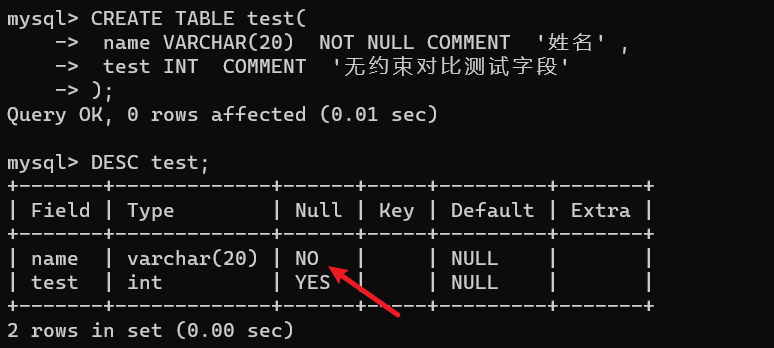 mysql> CREATE TABLE test(
    ->  name VARCHAR(20)  NOT NULL COMMENT  '姓名' ,
    ->  test INT  COMMENT  '无约束对比测试字段'
    -> );
Query OK, 0 rows affected (0.01 sec)

mysql> DESC test;
+-------+-------------+------+-----+---------+-------+
| Field | Type        | Null | Key | Default | Extra |
+-------+-------------+------+-----+---------+-------+
| name  | varchar(20) | NO   |     | NULL    |       |
| test  | int         | YES  |     | NULL    |       |
+-------+-------------+------+-----+---------+-------+
2 rows in set (0.00 sec)